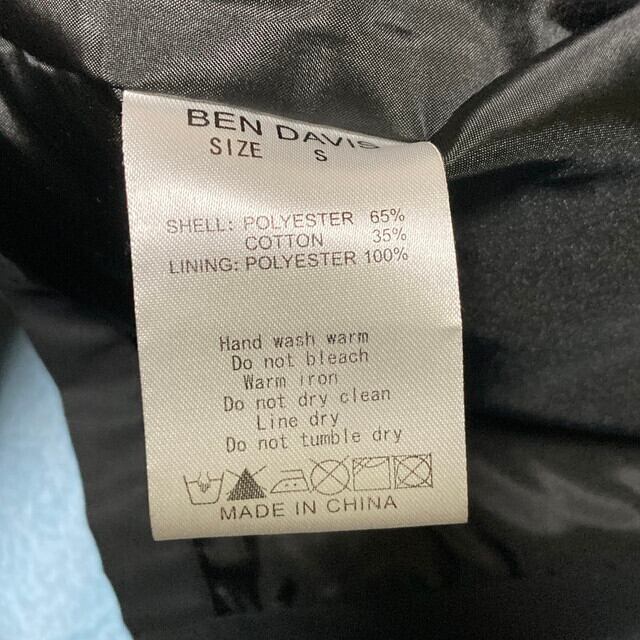 BEN DAVIS
SIZE S
SHELL: POLYESTER 65%
COTTON 35%
LINING: POLYESTER 100%
Hand wash warm
Do not bleach
Warm iron
Do not dry clean
Line dry
Do not tumble dry
MADE IN CHINA